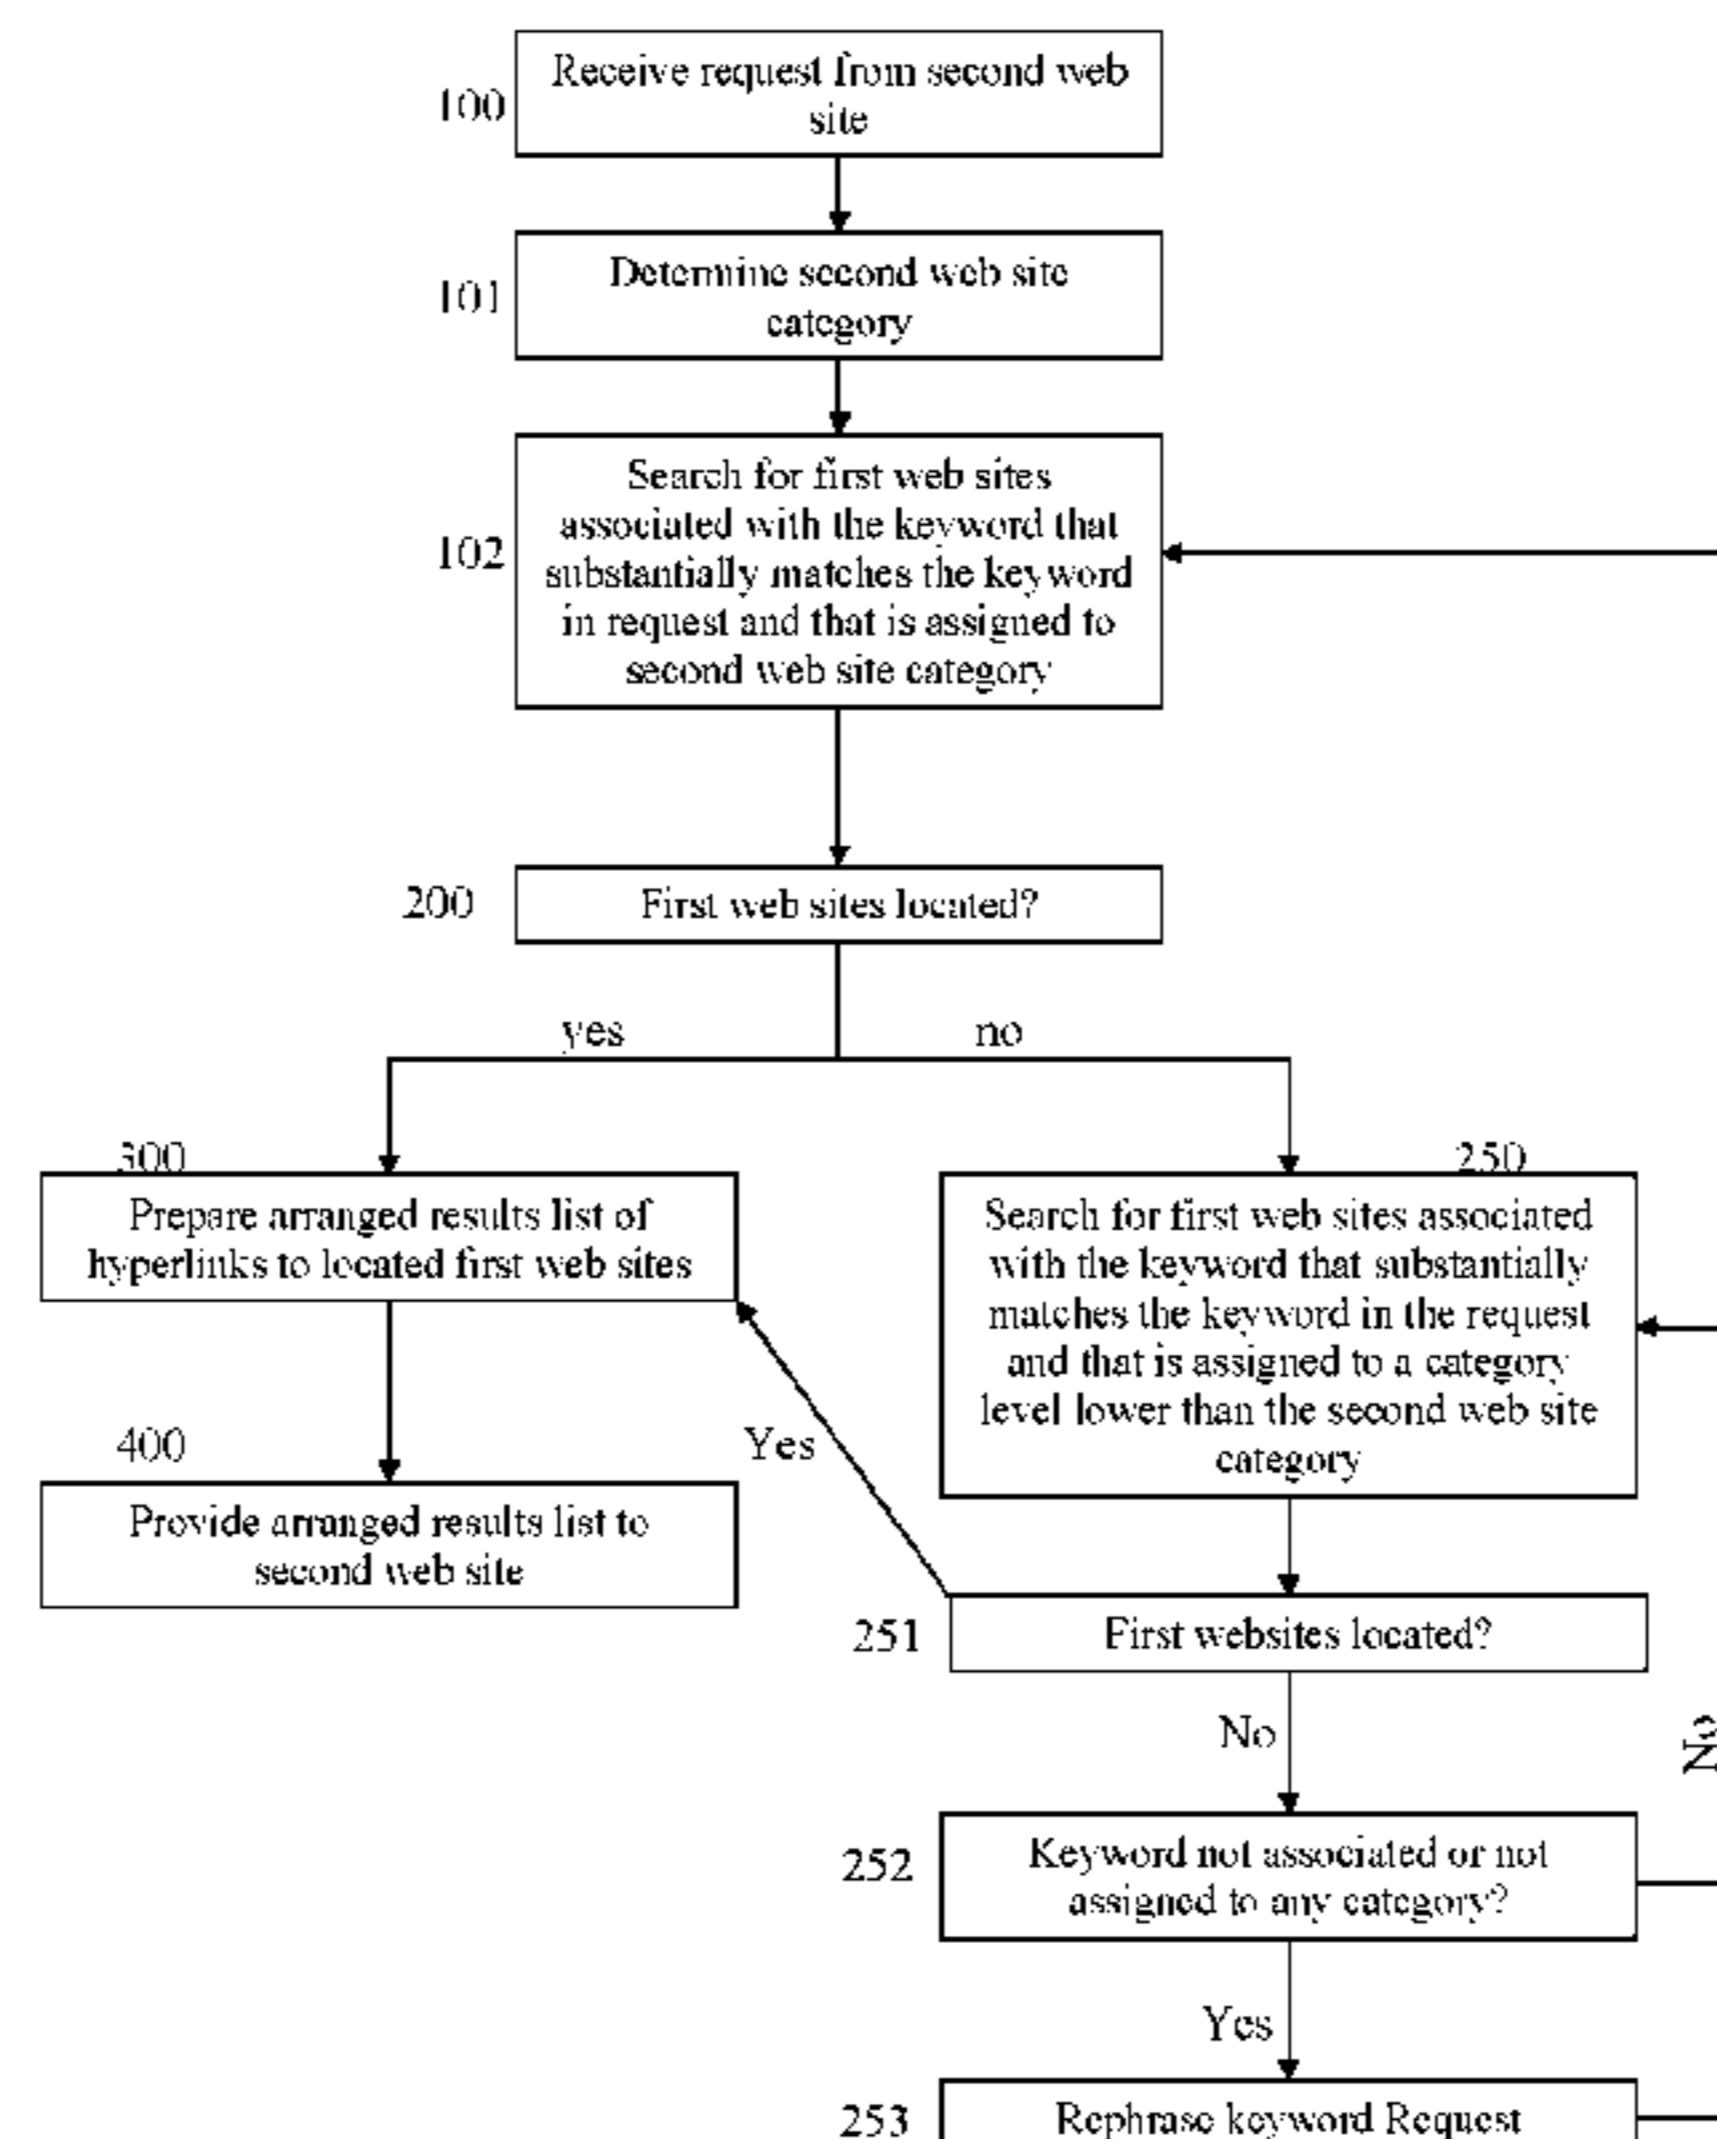 Receive request from second web
site
100
Determine second web site
category
101
Search for first web sites
associated with the keyword that
substantially matches the keyword
in request and that is assigned to
second web site category
102
200
First web sites located?
yes
no
300
250
Prepare arranged results list of
hyperlinks to located first web sites
Search for first web sites associated
with the keyword that substantially
matches the keyword in the request
and that is assigned to a category
level lower than the second web site
category
Yes
400
Provide arranged results list to
second web site
251
First websites located?
No
No
252
Keyword not associated or not
assigned to any category?
Yes
253
Rephrase keyword Request